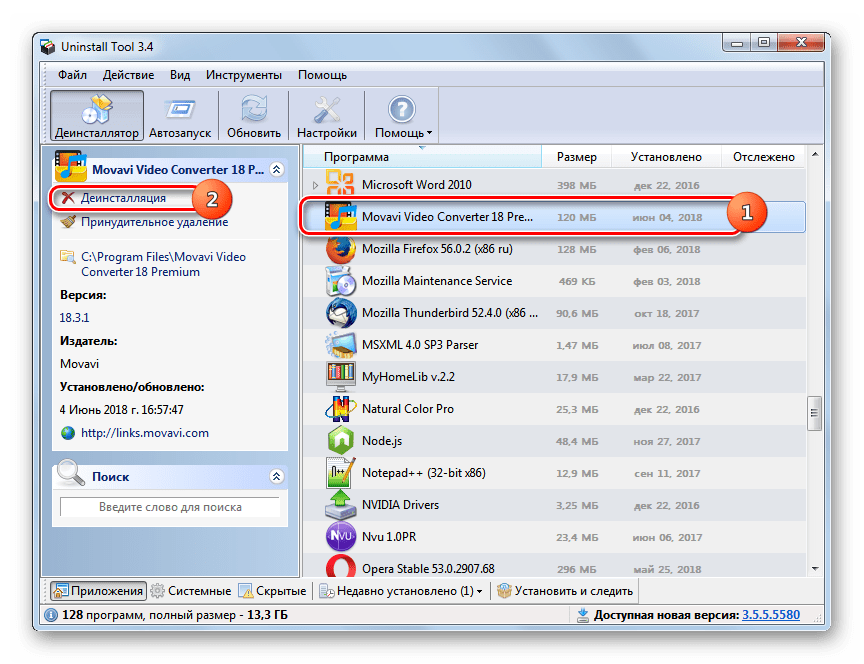 Uninstall Tool 3.4
Файл Действие Вид Инструменты Помощь
Деинсталлятор Автозапуск Обновить Настройки Помощь
Movavi Video Converter 18 P...
Деинсталляция
2
Принудительное удаление
C:\Program Files\Movavi Video
Converter 18 Premium
Версия:
18.3.1
Издатель:
Movavi
Установлено/обновлено:
4 Июнь 2018 г. 16:57:47
http://links.movavi.com
Поиск
Введите слово для поиска
Программа Размер Установлено Отслежено
Microsoft Word 2010 398 МБ дек 22, 2016
Movavi Video Converter 18 Pre... 120 МБ июн 04, 2018
1
Mozilla Firefox 56.0.2 (x86 ru) 128 МБ фев 06, 2018
Mozilla Maintenance Service 469 КБ фев 03, 2018
Mozilla Thunderbird 52.4.0 (x86 ... 90,6 МБ окт 18, 2017
MSXML 4.0 SP3 Parser 1,47 МБ июл 08, 2017
MyHomeLib v.2.2 17,9 МБ мар 22, 2017
Natural Color Pro 25,3 МБ дек 22, 2016
Node.js 48,4 МБ ноя 27, 2017
Notepad++ (32-bit x86) 12,9 МБ сен 11, 2017
NVIDIA Drivers 3,25 МБ дек 22, 2016
Nvu 1.0PR 23,4 МБ июн 06, 2017
Opera Stable 53.0.2907.68 296 МБ май 25, 2018
Приложения Системные Скрытые Недавно установлено (1) Установить и следить
128 программ, полный размер - 13,3 ГБ
Доступная новая версия: 3.5.5.5580